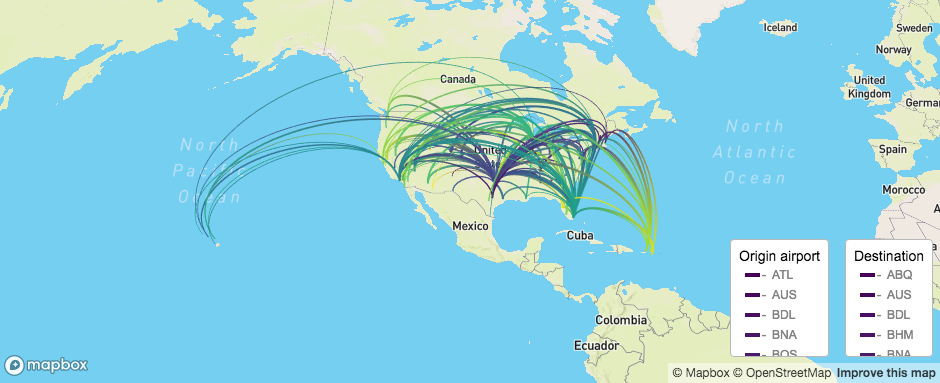 Iceland
Sweden
Norway
Canada
United
Kingdom
Germany
North
Pacific
Ocean
United
North
Atlantic
Ocean
Spain
Morocco
Mexico
Cuba
Origin airport
ATL
AUS
BDL
BNA
BOS
Destination
ABQ
AUS
BDL
BHM
BNA
Colombia
Ecuador
mapbox
© Mapbox © OpenStreetMap Improve this map